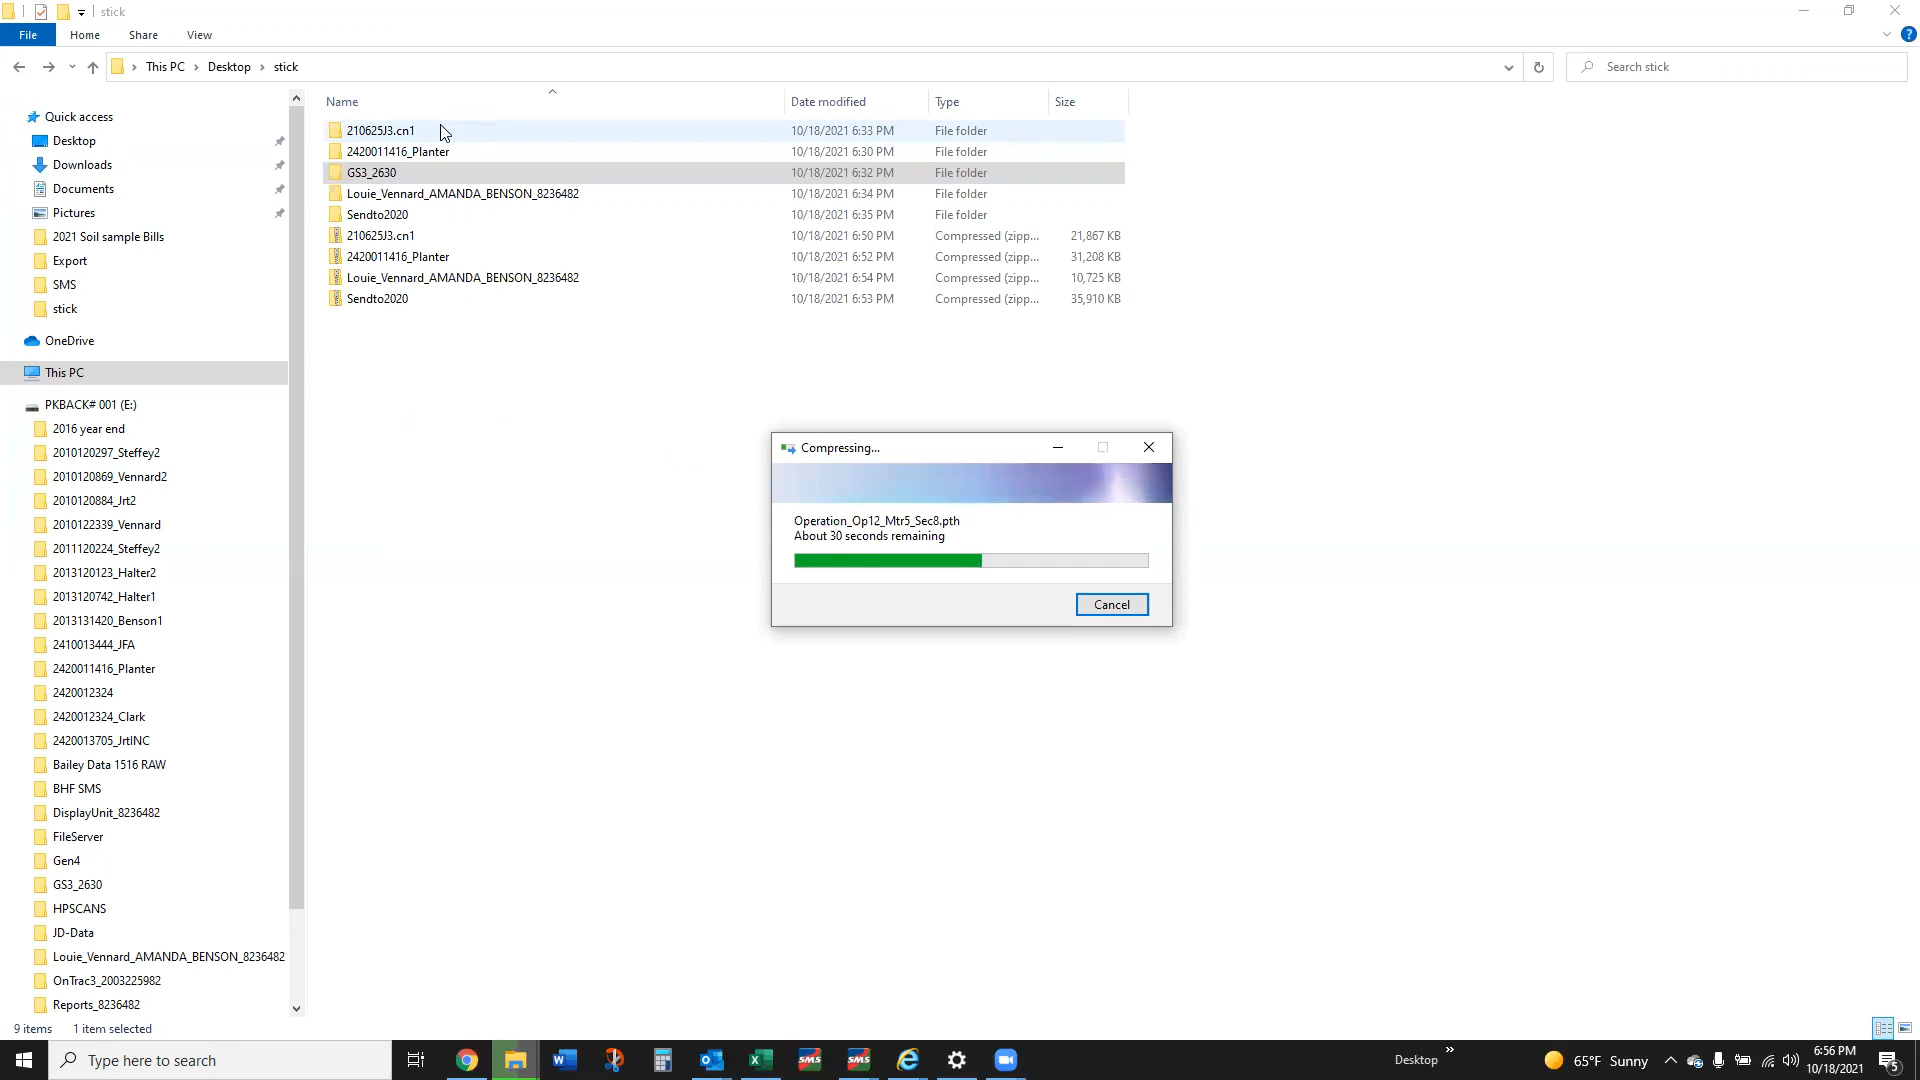 stick
File Home Share View
This PC Desktop stick
Search stick
Name Date modified Type Size
Quick access
Desktop
Downloads
Documents
Pictures
2021 Soil sample Bills
Export
SMS
stick
OneDrive
This PC
PKBACK# 001 (E:)
2016 year end
2010120297_Steffey2
2010120869_Vennard2
2010120884_Jrt2
2010122339_Vennard
2011120224_Steffey2
2013120123_Halter2
2013120742_Halter1
2013131420_Benson1
2410013444_JFA
2420011416_Planter
2420012324
2420012324_Clark
2420013705_JrtINC
Bailey Data 1516 RAW
BHF SMS
DisplayUnit_8236482
FileServer
Gen4
GS3_2630
HPSCANS
JD-Data
Louie_Vennard_AMANDA_BENSON_8236482
OnTrac3_2003225982
Reports_8236482
210625J3.cn1 10/18/2021 6:33 PM File folder
2420011416_Planter 10/18/2021 6:30 PM File folder
GS3_2630 10/18/2021 6:32 PM File folder
Louie_Vennard_AMANDA_BENSON_8236482 10/18/2021 6:34 PM File folder
Sendto2020 10/18/2021 6:35 PM File folder
210625J3.cn1 10/18/2021 6:50 PM Compressed (zipp... 21,867 KB
2420011416_Planter 10/18/2021 6:52 PM Compressed (zipp... 31,208 KB
Louie_Vennard_AMANDA_BENSON_8236482 10/18/2021 6:54 PM Compressed (zipp... 10,725 KB
Sendto2020 10/18/2021 6:53 PM Compressed (zipp... 35,910 KB
Compressing...
Operation_Op12_Mtr5_Sec8.pth
About 30 seconds remaining
Cancel
9 items 1 item selected
Type here to search
SMS SMS
Desktop
65°F Sunny
6:56 PM
10/18/2021
5